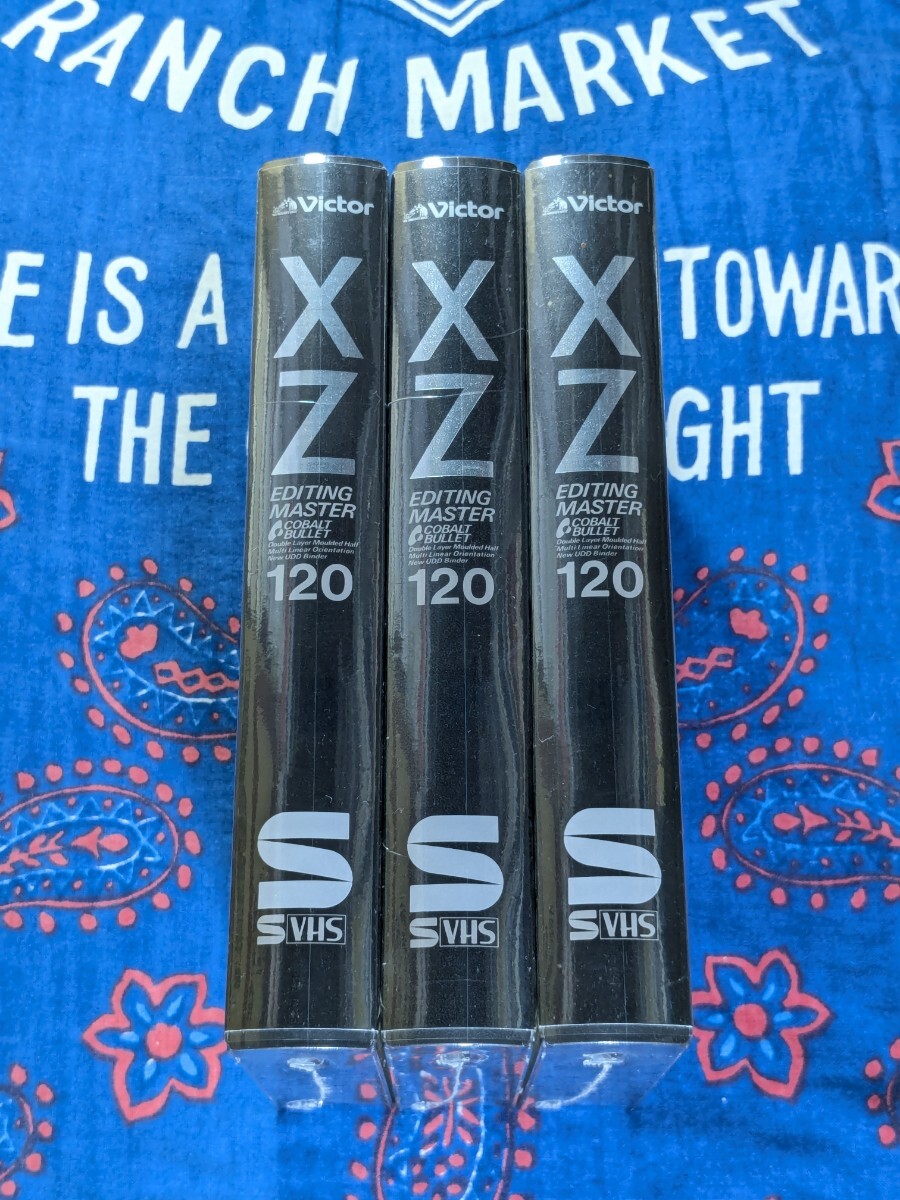 RANCH MARKET
E IS A
TOWAR
THE
GHT
Victor
X
Z
EDITING
MASTER
COBALT
BULLET
Double Layer Moulded Half
Multi Linear Orientation
New UDD Binder
120
S
S VHS
Victor
X
Z
EDITING
MASTER
COBALT
BULLET
Double Layer Moulded Half
Multi Linear Orientation
New UDD Binder
120
S
S VHS
Victor
X
Z
EDITING
MASTER
COBALT
BULLET
Double Layer Moulded Half
Multi Linear Orientation
New UDD Binder
120
S
S VHS